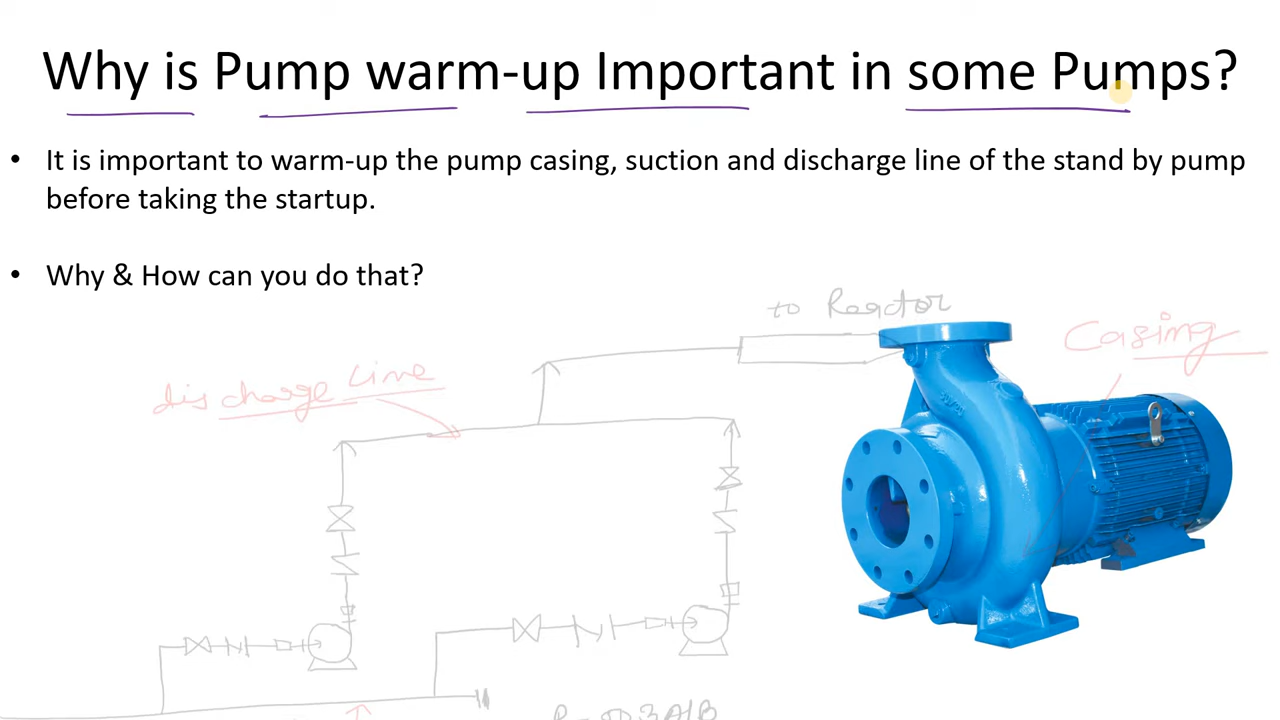 Why is Pump warm-up Important in some Pumps?
• It is important to warm-up the pump casing, suction and discharge line of the stand by pump
before taking the startup.
• Why & How can you do that?
to Reactor
Casing
discharge Line